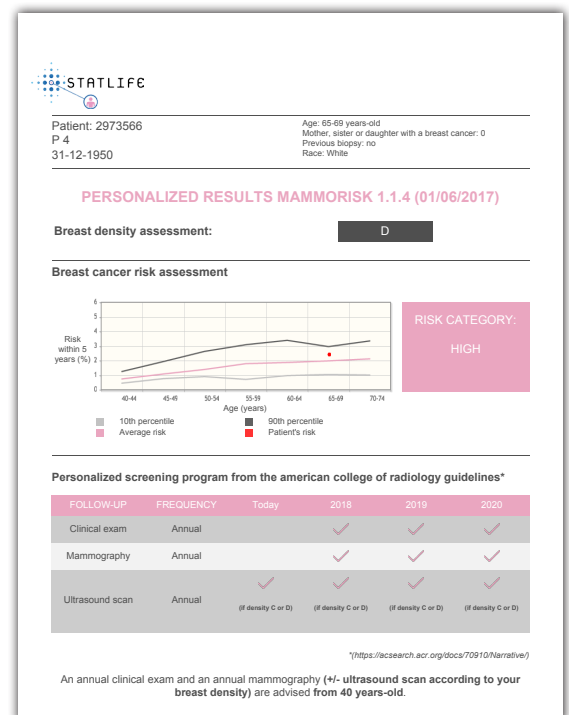 STATLIFE
Patient: 2973566
P 4
31-12-1950
Age: 65-69 years-old
Mother, sister or daughter with a breast cancer: 0
Previous biopsy: no
Race: White
PERSONALIZED RESULTS MAMMORISK 1.1.4 (01/06/2017)
Breast density assessment:
D
Breast cancer risk assessment
Risk
within 5
years (%)
6
5
4
3
2
1
0
40-44 45-49 50-54 55-59 60-64 65-69 70-74
Age (years)
10th percentile
90th percentile
Average risk
Patient's risk
RISK CATEGORY:
HIGH
Personalized screening program from the american college of radiology guidelines*
FOLLOW-UP FREQUENCY Today 2018 2019 2020
Clinical exam Annual
Mammography Annual
Ultrasound scan Annual
(if density C or D) (if density C or D) (if density C or D) (if density C or D)
*(https://acsearch.acr.org/docs/70910/Narrative/)
An annual clinical exam and an annual mammography (+/- ultrasound scan according to your
breast density) are advised from 40 years-old.